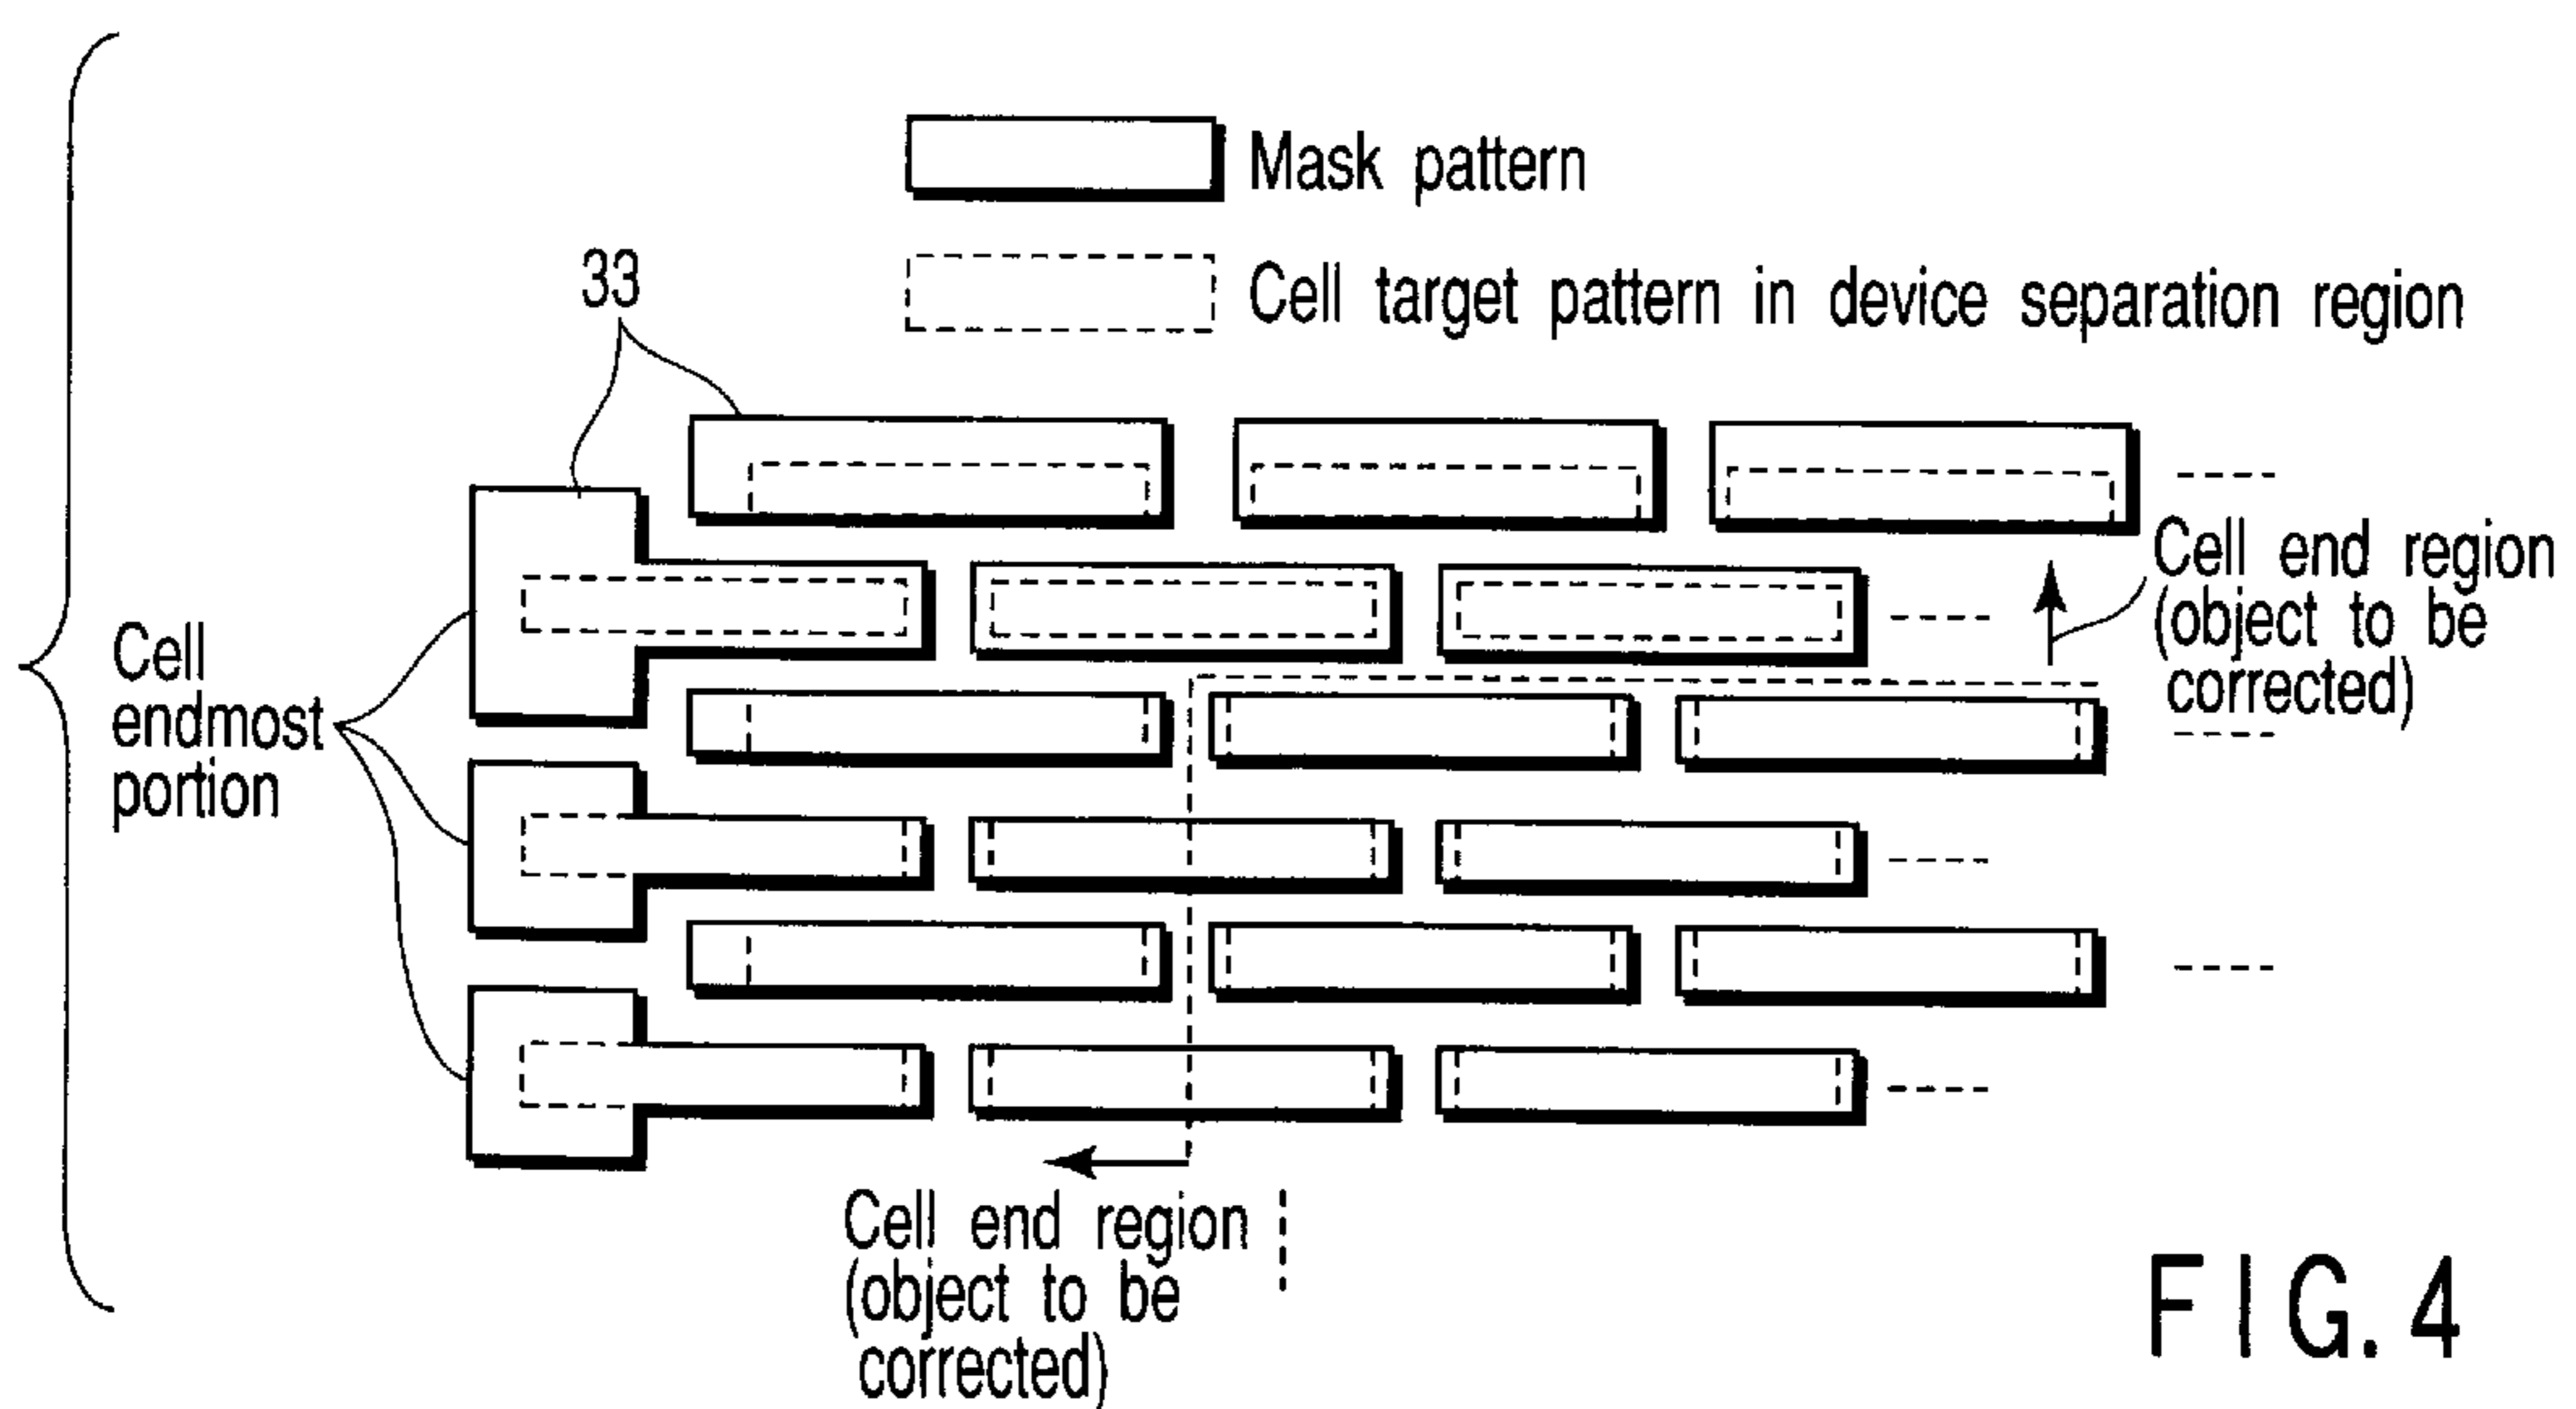 Mask pattern
Cell target pattern in device separation region
33
Cell end region
(object to be
corrected)
Cell
endmost
portion
Cell end region
(object to be
corrected)
FIG. 4